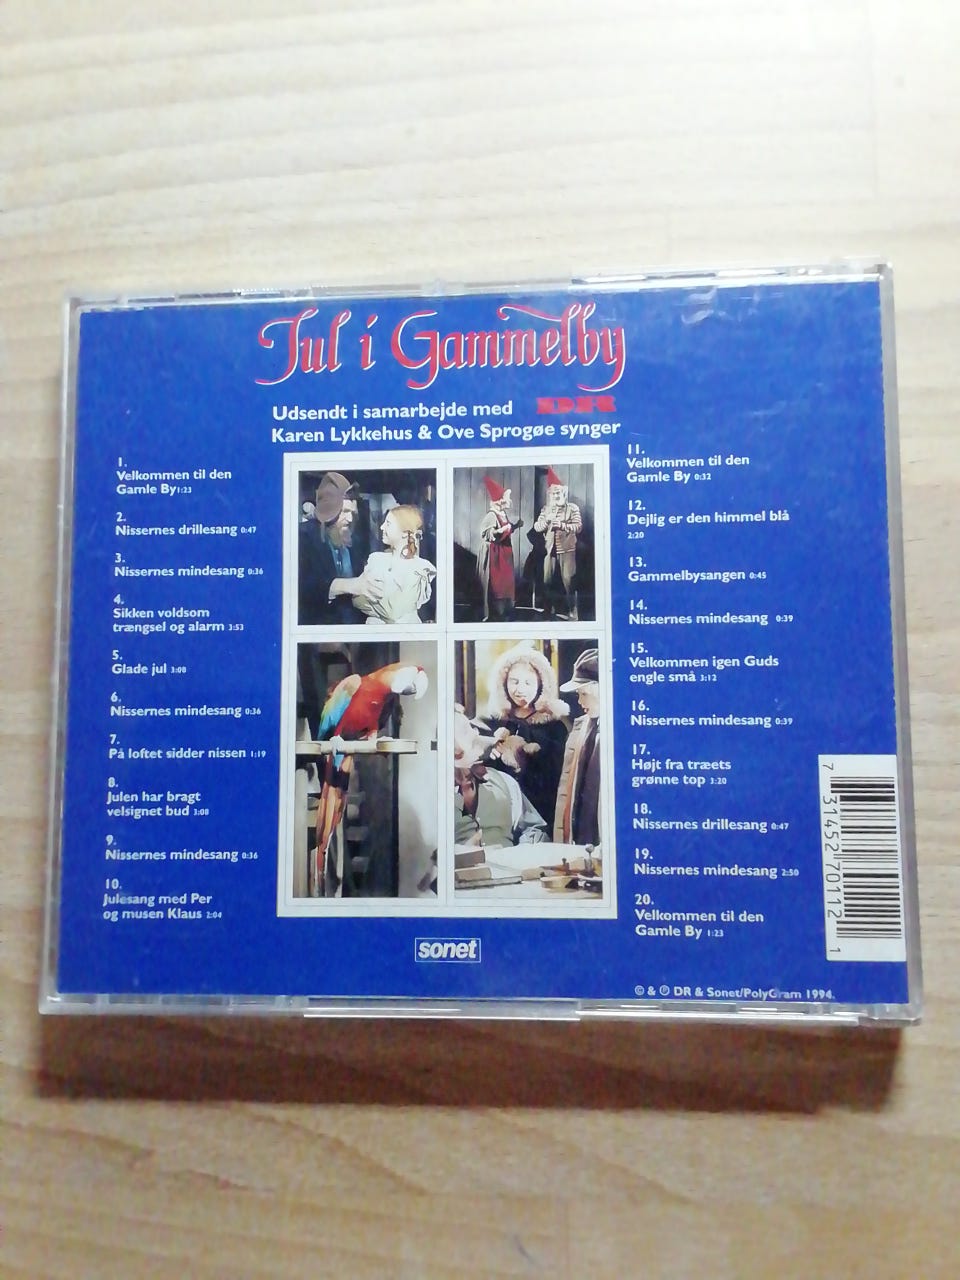 Jul i Gammelby
Udsendt i samarbejde med DR
Karen Lykkehus & Ove Sprogøe synger
1.
Velkommen til den
Gamle By 1:23
2.
Nissernes drillesang 0:47
3.
Nissernes mindesang 0:36
4.
Sikken voldsom
trængsel og alarm 3:53
5.
Glade jul 3:08
6.
Nissernes mindesang 0:36
7.
På loftet sidder nissen 1:19
8.
Julen har bragt
velsignet bud 3:08
9.
Nissernes mindesang 0:36
10.
Julesang med Per
og musen Klaus 2:04
11.
Velkommen til den
Gamle By 0:32
12.
Dejlig er den himmel blå
2:20
13.
Gammelbysangen 0:45
14.
Nissernes mindesang 0:39
15.
Velkommen igen Guds
engle små 3:12
16.
Nissernes mindesang 0:39
17.
Højt fra træets
grønne top 3:20
18.
Nissernes drillesang 0:47
19.
Nissernes mindesang 2:50
20.
Velkommen til den
Gamle By 1:23
7 31452 70112 1
sonet
© & ℗ DR & Sonet/PolyGram 1994.